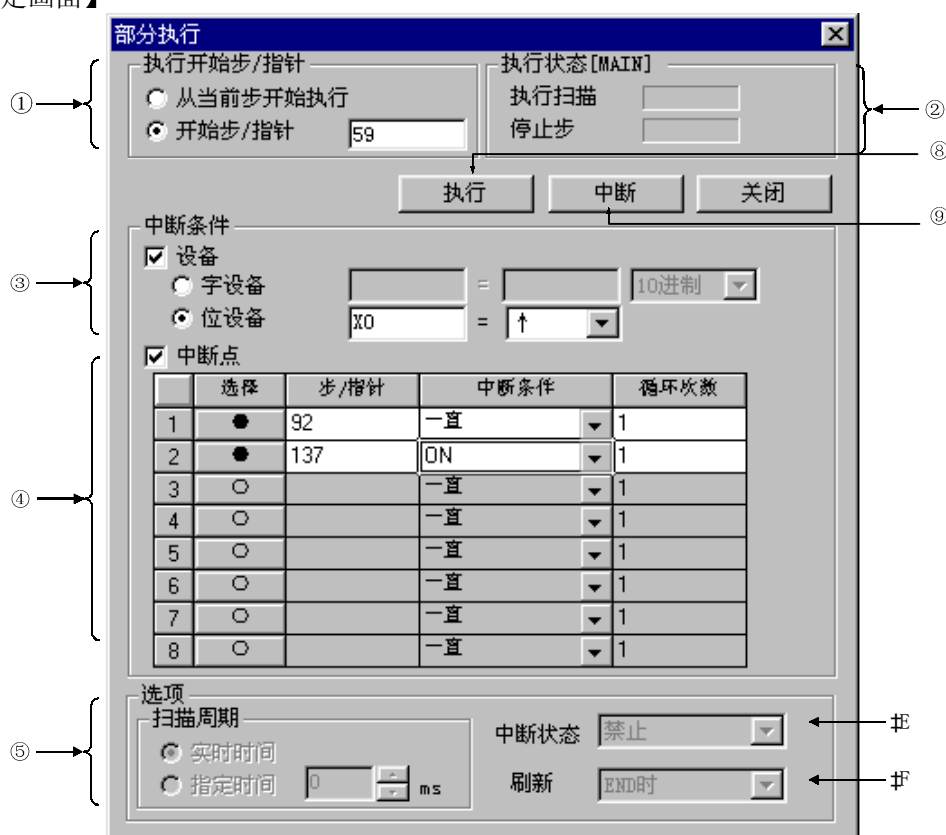 定画面】
部分执行
执行开始步/指针
执行状态[MAIN]
① 从当前步开始执行
执行扫描
②
开始步/指针 59
停止步
⑧
执行 中断 关闭
⑨
中断条件
设备
③ 字设备 = 10进制
位设备 X0 = ↑
中断点
选择 步/指针 中断条件 循环次数
1 ● 92 一直 1
2 ● 137 ON 1
④ 3 ○ 一直 1
4 ○ 一直 1
5 ○ 一直 1
6 ○ 一直 1
7 ○ 一直 1
8 ○ 一直 1
选项
扫描周期
中断状态 禁止
⑤ 实时时间
指定时间 0 ms
刷新 END时